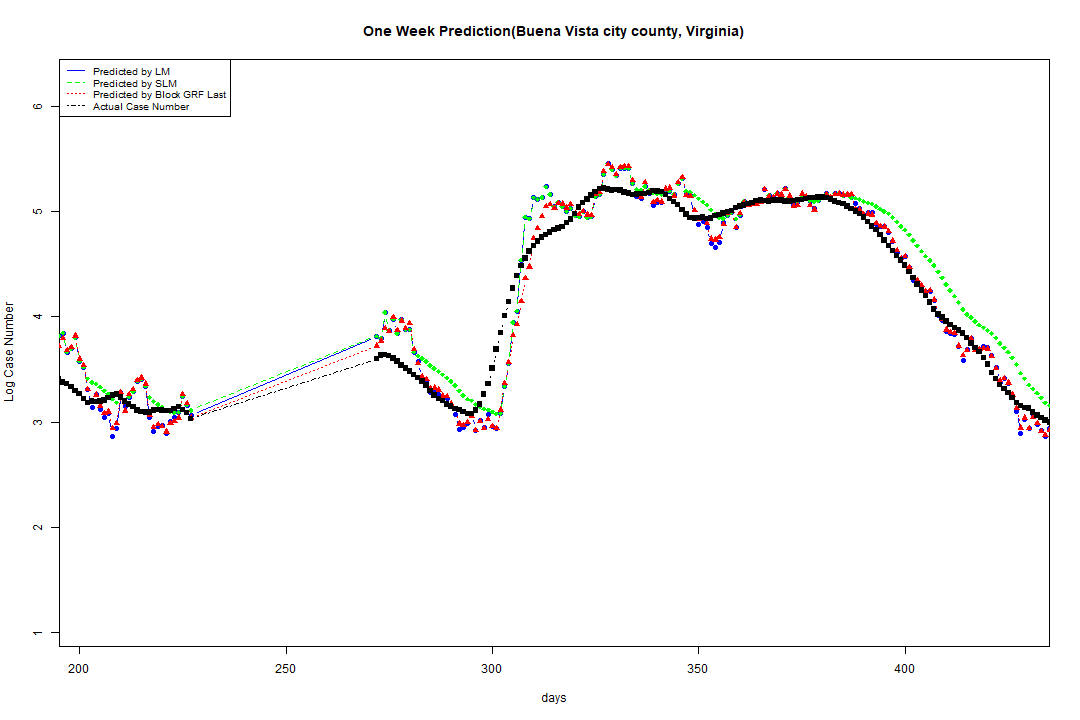 One Week Prediction(Buena Vista city county, Virginia)
Predicted by LM
Predicted by SLM
Predicted by Block GRF Last
Actual Case Number
6
5
4
3
2
1
Log Case Number
200 250 300 350 400
days